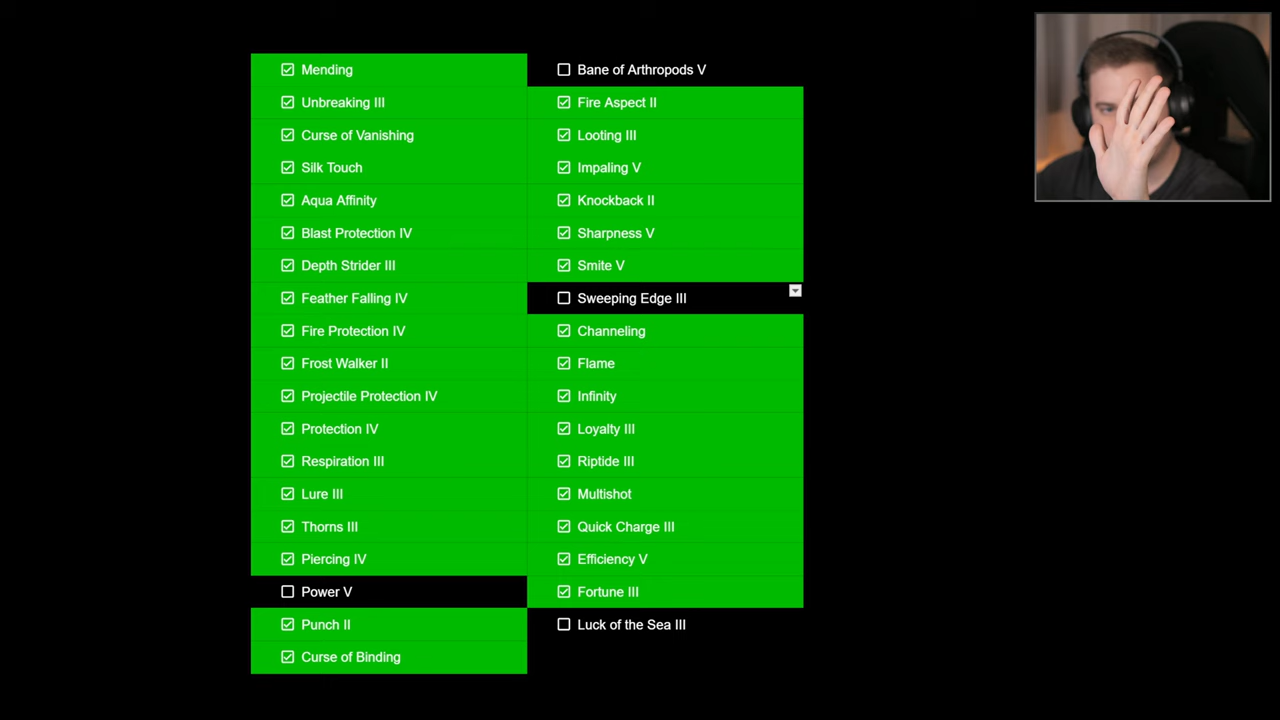 Mending
Unbreaking III
Curse of Vanishing
Silk Touch
Aqua Affinity
Blast Protection IV
Depth Strider III
Feather Falling IV
Fire Protection IV
Frost Walker II
Projectile Protection IV
Protection IV
Respiration III
Lure III
Thorns III
Piercing IV
Power V
Punch II
Curse of Binding
Bane of Arthropods V
Fire Aspect II
Looting III
Impaling V
Knockback II
Sharpness V
Smite V
Sweeping Edge III
Channeling
Flame
Infinity
Loyalty III
Riptide III
Multishot
Quick Charge III
Efficiency V
Fortune III
Luck of the Sea III